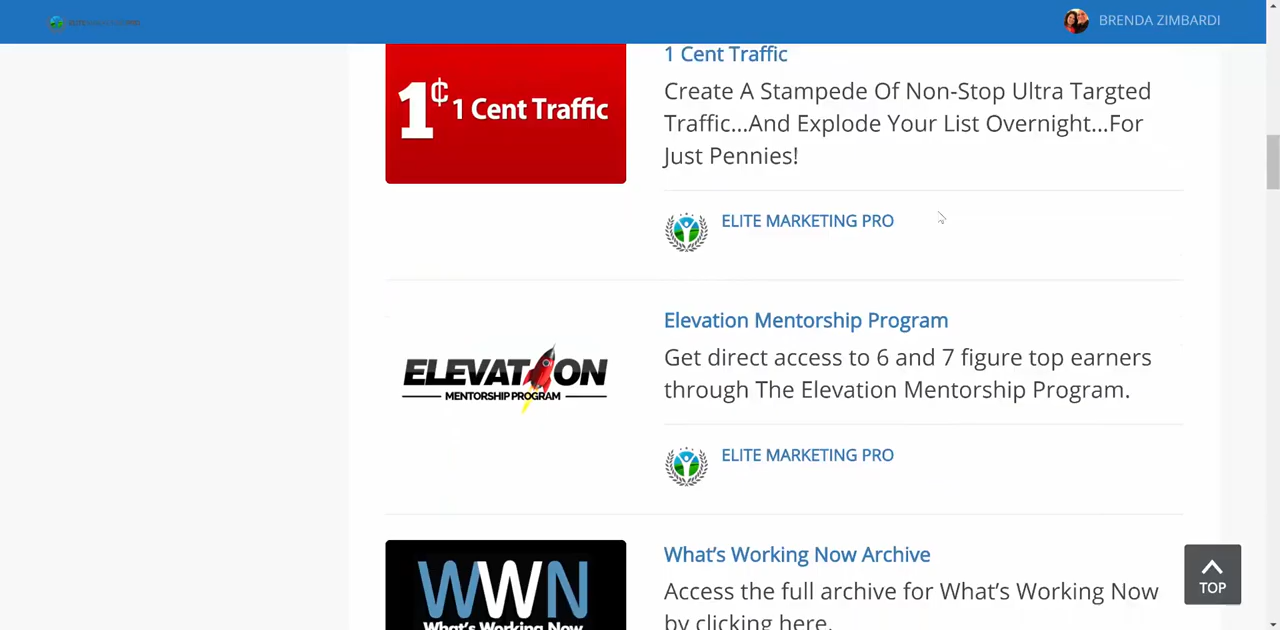 BRENDA ZIMBARDI
1 Cent Traffic
1¢ 1 Cent Traffic
Create A Stampede Of Non-Stop Ultra Targted
Traffic...And Explode Your List Overnight...For
Just Pennies!
ELITE MARKETING PRO
Elevation Mentorship Program
ELEVATION
MENTORSHIP PROGRAM
Get direct access to 6 and 7 figure top earners
through The Elevation Mentorship Program.
ELITE MARKETING PRO
What's Working Now Archive
WWN
What's Working Now
Access the full archive for What's Working Now
by clicking here.
TOP